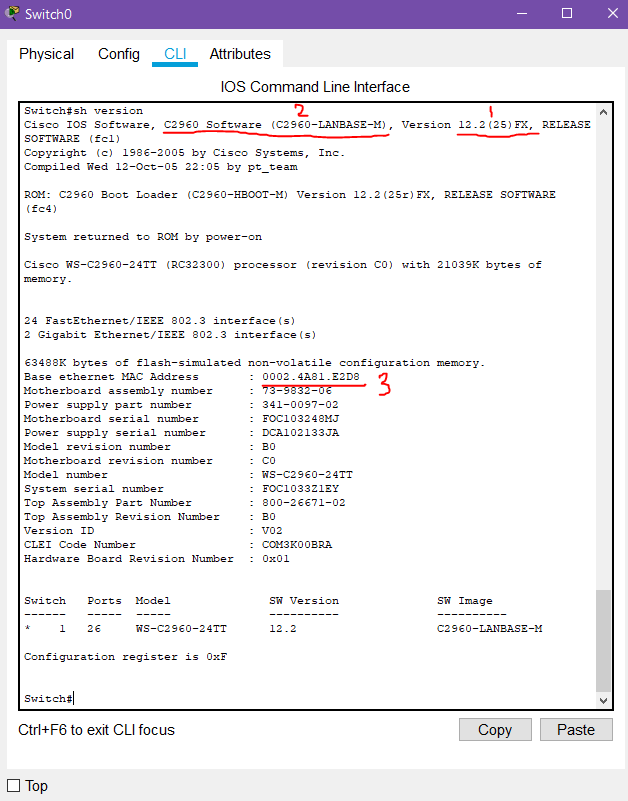 Switch0
Physical Config CLI Attributes
IOS Command Line Interface
2 1
Switch#sh version
Cisco IOS Software, C2960 Software (C2960-LANBASE-M), Version 12.2(25)FX, RELEASE
SOFTWARE (fc1)
Copyright (c) 1986-2005 by Cisco Systems, Inc.
Compiled Wed 12-Oct-05 22:05 by pt_team
ROM: C2960 Boot Loader (C2960-HBOOT-M) Version 12.2(25r)FX, RELEASE SOFTWARE
(fc4)
System returned to ROM by power-on
Cisco WS-C2960-24TT (RC32300) processor (revision C0) with 21039K bytes of
memory.
24 FastEthernet/IEEE 802.3 interface(s)
2 Gigabit Ethernet/IEEE 802.3 interface(s)
63488K bytes of flash-simulated non-volatile configuration memory.
Base ethernet MAC Address : 0002.4A81.E2D8 3
Motherboard assembly number : 73-9832-06
Power supply part number : 341-0097-02
Motherboard serial number : FOC103248MJ
Power supply serial number : DCA102133JA
Model revision number : B0
Motherboard revision number : C0
Model number : WS-C2960-24TT
System serial number : FOC1033Z1EY
Top Assembly Part Number : 800-26671-02
Top Assembly Revision Number : B0
Version ID : V02
CLEI Code Number : COM3K00BRA
Hardware Board Revision Number : 0x01
Switch Ports Model SW Version SW Image
------ ----- ----- ---------- ----------
* 1 26 WS-C2960-24TT 12.2 C2960-LANBASE-M
Configuration register is 0xF
Switch#
Ctrl+F6 to exit CLI focus Copy Paste
Top